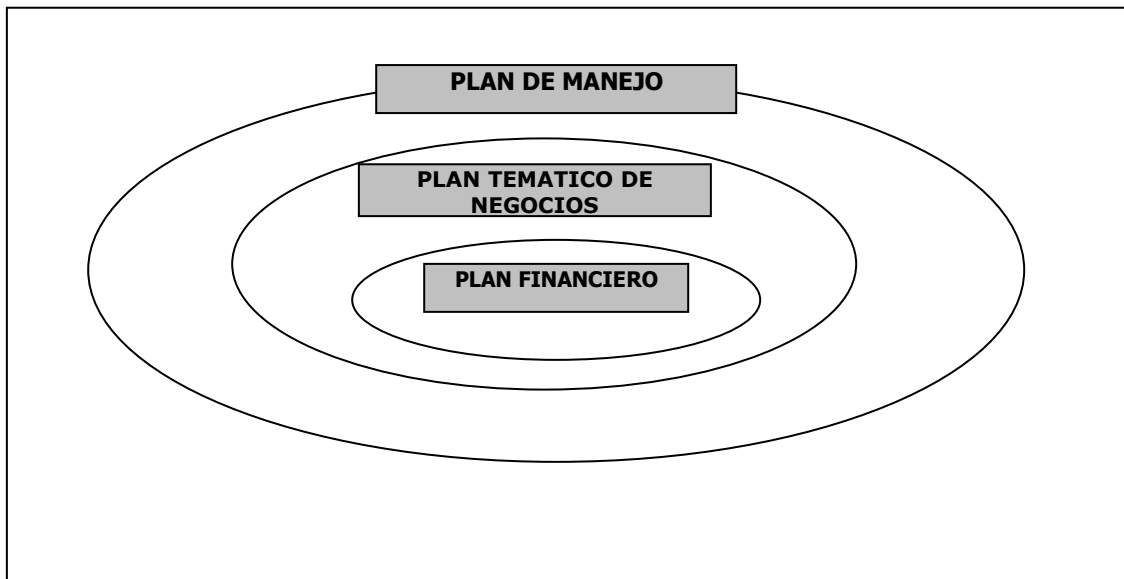 PLAN DE MANEJO
PLAN TEMATICO DE
NEGOCIOS
PLAN FINANCIERO